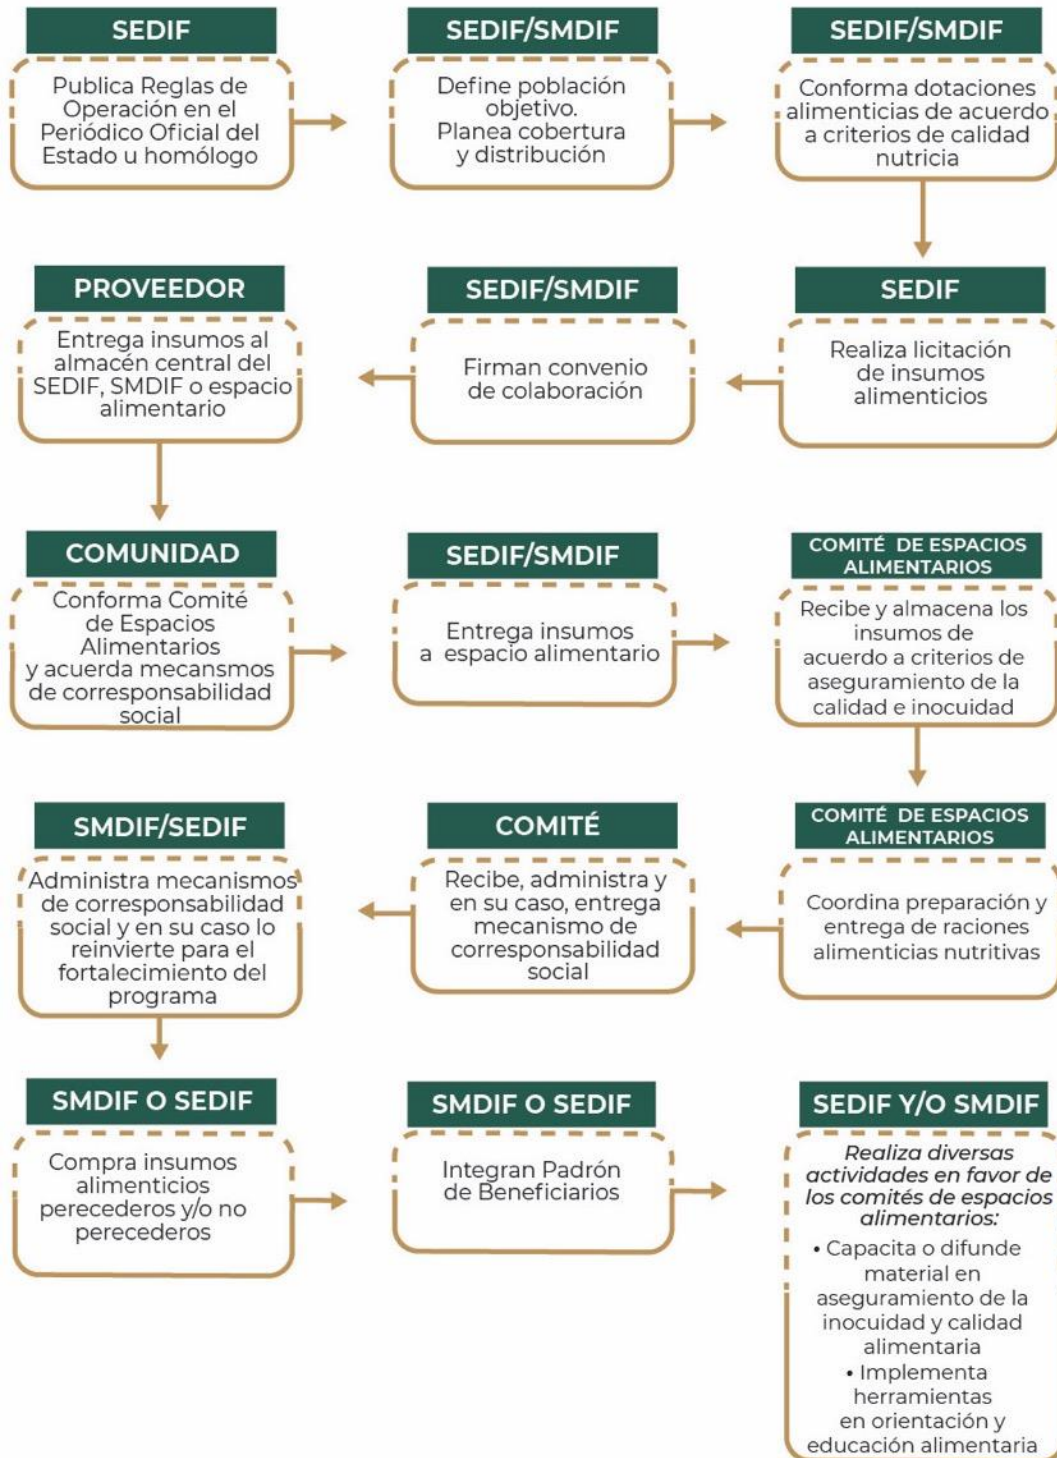 SEDIF
Publica Reglas de
Operación en el
Periódico Oficial del
Estado u homólogo
SEDIF/SMDIF
Define población
objetivo.
Planea cobertura
y distribución
SEDIF/SMDIF
Conforma dotaciones
alimenticias de acuerdo
a criterios de calidad
nutricia
SEDIF
Realiza licitación
de insumos
alimenticios
SEDIF/SMDIF
Firman convenio
de colaboración
PROVEEDOR
Entrega insumos al
almacén central del
SEDIF, SMDIF o espacio
alimentario
COMUNIDAD
Conforma Comité
de Espacios
Alimentarios
y acuerda mecansmos
de corresponsabilidad
social
SEDIF/SMDIF
Entrega insumos
a espacio alimentario
COMITÉ DE ESPACIOS
ALIMENTARIOS
Recibe y almacena los
insumos de
acuerdo a criterios de
aseguramiento de la
calidad e inocuidad
COMITÉ DE ESPACIOS
ALIMENTARIOS
Coordina preparación y
entrega de raciones
alimenticias nutritivas
COMITÉ
Recibe, administra y
en su caso, entrega
mecanismo de
corresponsabilidad
social
SMDIF/SEDIF
Administra mecanismos
de corresponsabilidad
social y en su caso lo
reinvierte para el
fortalecimiento del
programa
SMDIF O SEDIF
Compra insumos
alimenticios
perecederos y/o no
perecederos
SMDIF O SEDIF
Integran Padrón
de Beneficiarios
SEDIF Y/O SMDIF
Realiza diversas
actividades en favor de
los comités de espacios
alimentarios:
• Capacita o difunde
material en
aseguramiento de la
inocuidad y calidad
alimentaria
• Implementa
herramientas
en orientación y
educación alimentaria